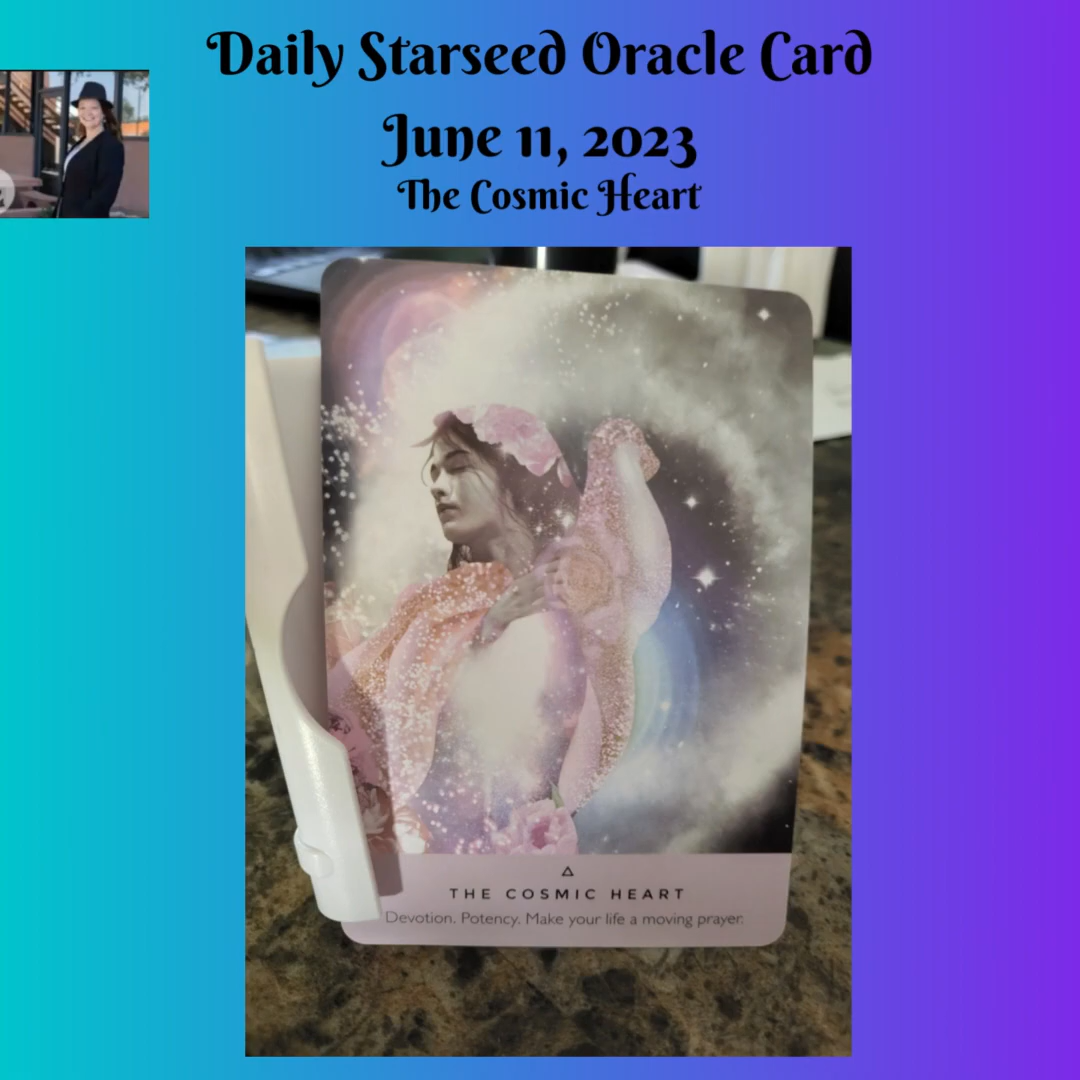 Daily Starseed Oracle Card
June 11, 2023
The Cosmic Heart
THE COSMIC HEART
Devotion. Potency. Make your life a moving prayer.